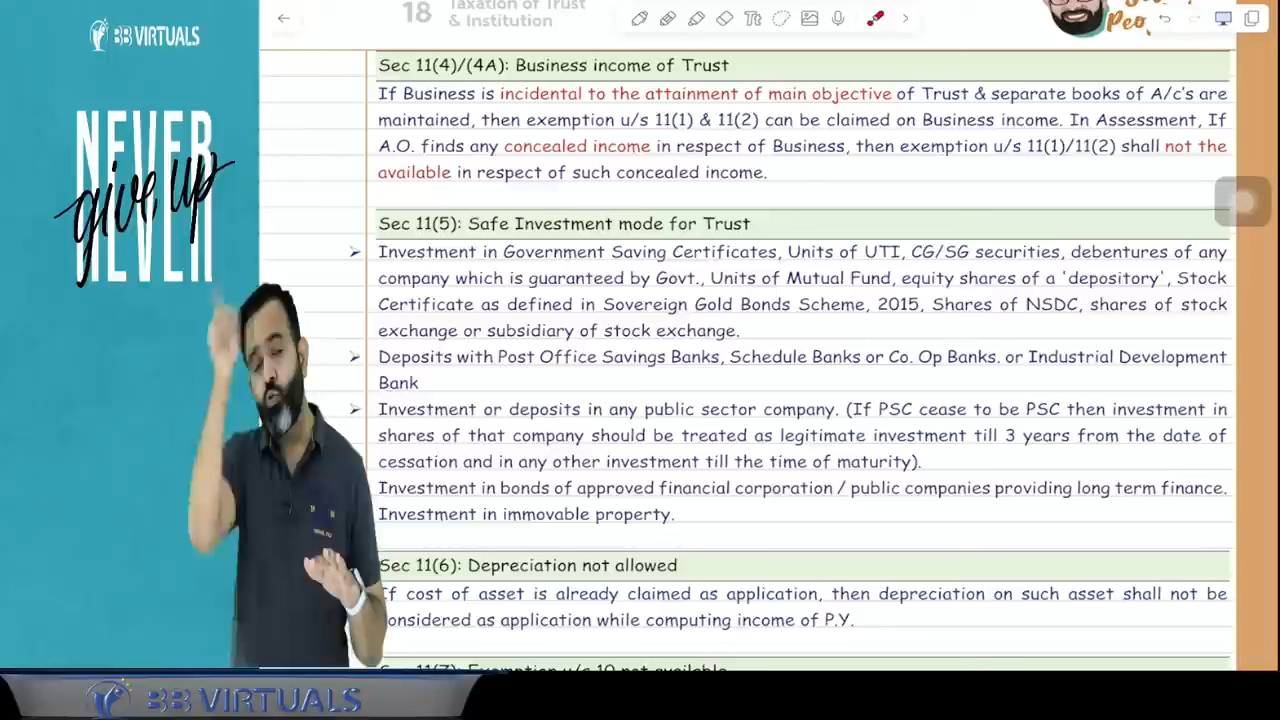 18 Taxation of Trust
& Institution
BB VIRTUALS
NEVER
give up
NEVER
Sec 11(4)/(4A): Business income of Trust
If Business is incidental to the attainment of main objective of Trust & separate books of A/c's are
maintained, then exemption u/s 11(1) & 11(2) can be claimed on Business income. In Assessment, If
A.O. finds any concealed income in respect of Business, then exemption u/s 11(1)/11(2) shall not the
available in respect of such concealed income.
Sec 11(5): Safe Investment mode for Trust
➢ Investment in Government Saving Certificates, Units of UTI, CG/SG securities, debentures of any
company which is guaranteed by Govt., Units of Mutual Fund, equity shares of a 'depository', Stock
Certificate as defined in Sovereign Gold Bonds Scheme, 2015, Shares of NSDC, shares of stock
exchange or subsidiary of stock exchange.
➢ Deposits with Post Office Savings Banks, Schedule Banks or Co. Op Banks. or Industrial Development
Bank
➢ Investment or deposits in any public sector company. (If PSC cease to be PSC then investment in
shares of that company should be treated as legitimate investment till 3 years from the date of
cessation and in any other investment till the time of maturity).
Investment in bonds of approved financial corporation / public companies providing long term finance.
Investment in immovable property.
Sec 11(6): Depreciation not allowed
If cost of asset is already claimed as application, then depreciation on such asset shall not be
considered as application while computing income of P.Y.
Sec 11(7): Exemption u/s 10 not available
BB VIRTUALS